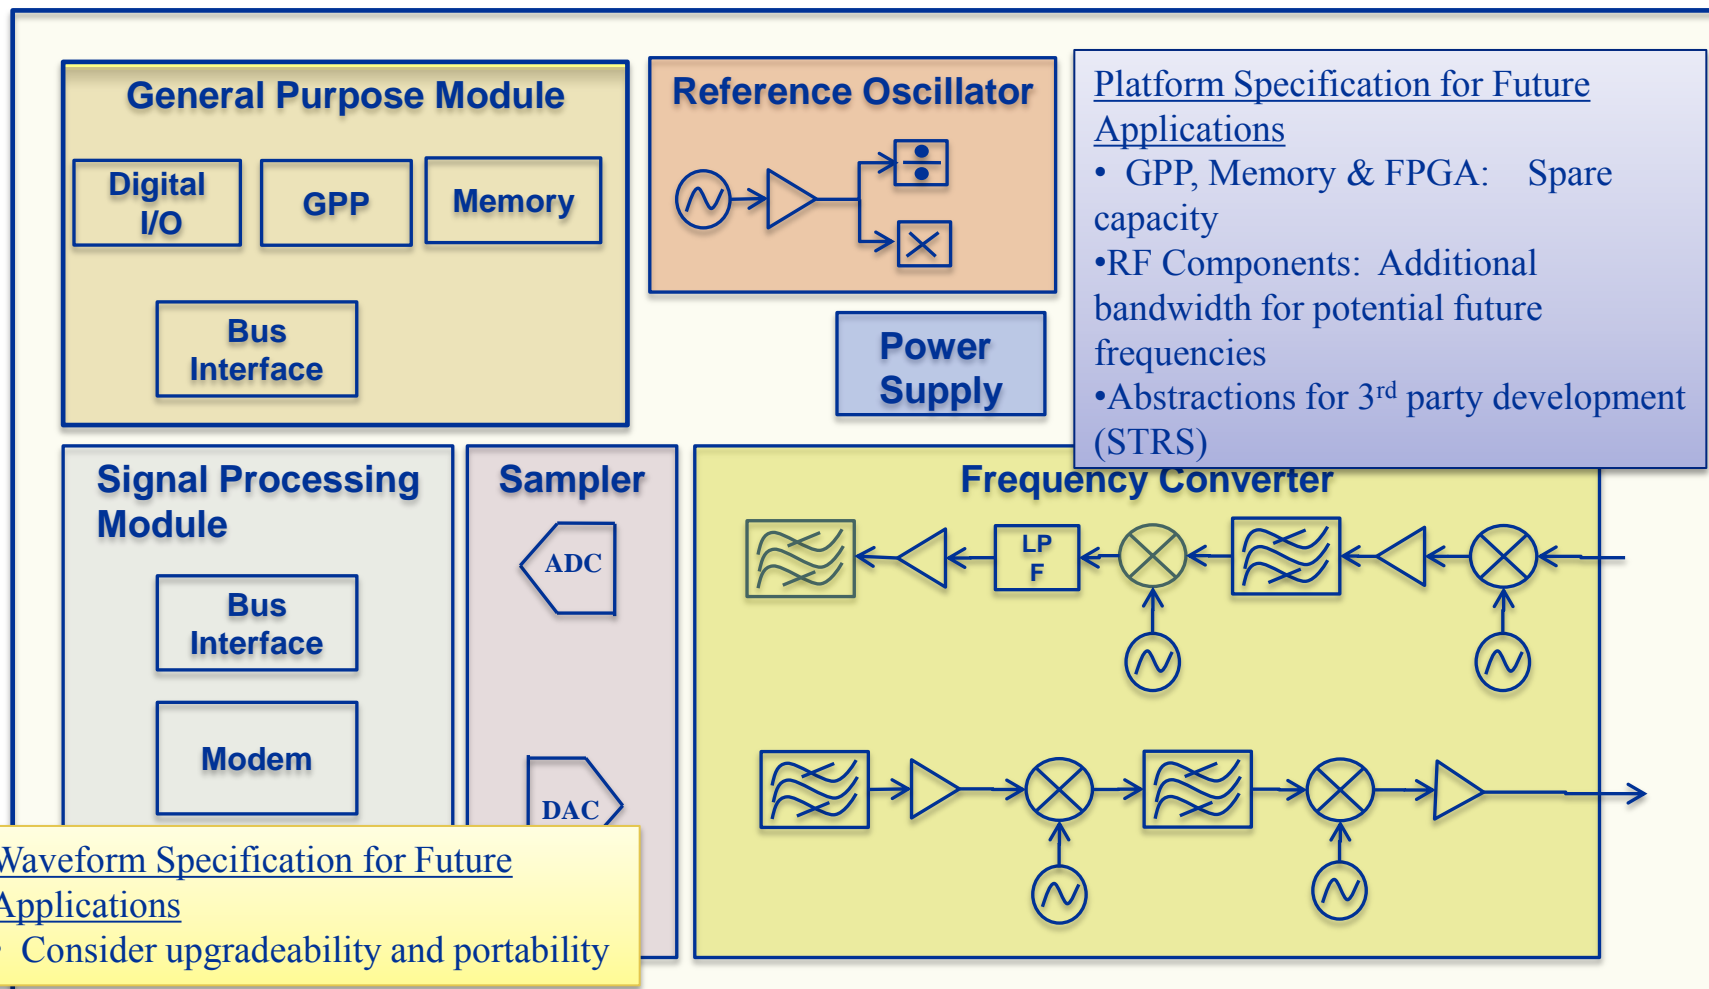 General Purpose Module
Digital
I/O
GPP
Memory
Bus
Interface
Reference Oscillator
Power
Supply
Platform Specification for Future
Applications
• GPP, Memory & FPGA: Spare
capacity
•RF Components: Additional
bandwidth for potential future
frequencies
•Abstractions for 3rd party development
(STRS)
Signal Processing
Module
Bus
Interface
Modem
Sampler
ADC
DAC
Frequency Converter
LP
F
Waveform Specification for Future
Applications
• Consider upgradeability and portability